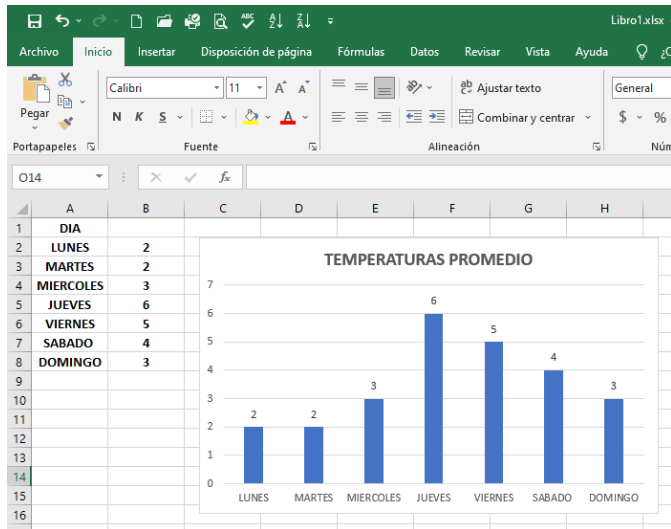 Libro1.xlsx
Archivo Inicio Insertar Disposición de página Fórmulas Datos Revisar Vista Ayuda
Pegar
Calibri 11 A A
ab Ajustar texto
General
N K S A
Combinar y centrar
$ %
Portapapeles Fuente Alineación Núm
O14 fx
A B C D E F G H
1 DIA
2 LUNES 2
3 MARTES 2
4 MIERCOLES 3
5 JUEVES 6
6 VIERNES 5
7 SABADO 4
8 DOMINGO 3
9
10
11
12
13
14
15
16
TEMPERATURAS PROMEDIO
7
6
5
4
3
2
1
0
2 2 3 6 5 4 3
LUNES MARTES MIERCOLES JUEVES VIERNES SABADO DOMINGO